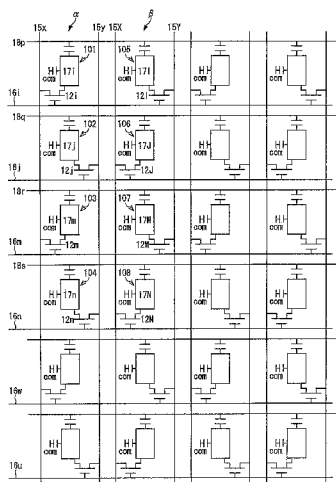 α β
15x 15y 15X 15Y
18p
101 105
H 17i H 17I H H
com com com com
12i 12I
16i
18q
102 106
H 17j H 17J H H
com com com com
12j 12J
16j
18r
103 107
H 17m H 17M H H
com com com com
12m 12M
16m
18s
104 108
H 17n H 17N H H
com com com com
12n 12N
16n
H H H H
com com com com
16w
H H H H
com com com com
16u